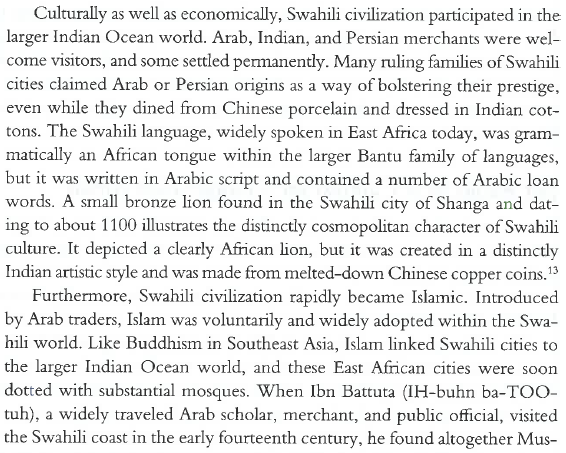 Culturally as well as economically, Swahili civilization participated in the
larger Indian Ocean world. Arab, Indian, and Persian merchants were wel-
come visitors, and some settled permanently. Many ruling families of Swahili
cities claimed Arab or Persian origins as a way of bolstering their prestige,
even while they dined from Chinese porcelain and dressed in Indian cot-
tons. The Swahili language, widely spoken in East Africa today, was gram-
matically an African tongue within the larger Bantu family of languages,
but it was written in Arabic script and contained a number of Arabic loan
words. A small bronze lion found in the Swahili city of Shanga and dat-
ing to about 1100 illustrates the distinctly cosmopolitan character of Swahili
culture. It depicted a clearly African lion, but it was created in a distinctly
Indian artistic style and was made from melted-down Chinese copper coins.¹³
Furthermore, Swahili civilization rapidly became Islamic. Introduced
by Arab traders, Islam was voluntarily and widely adopted within the Swa-
hili world. Like Buddhism in Southeast Asia, Islam linked Swahili cities to
the larger Indian Ocean world, and these East African cities were soon
dotted with substantial mosques. When Ibn Battuta (IH-buhn ba-TOO-
tuh), a widely traveled Arab scholar, merchant, and public official, visited
the Swahili coast in the early fourteenth century, he found altogether Mus-